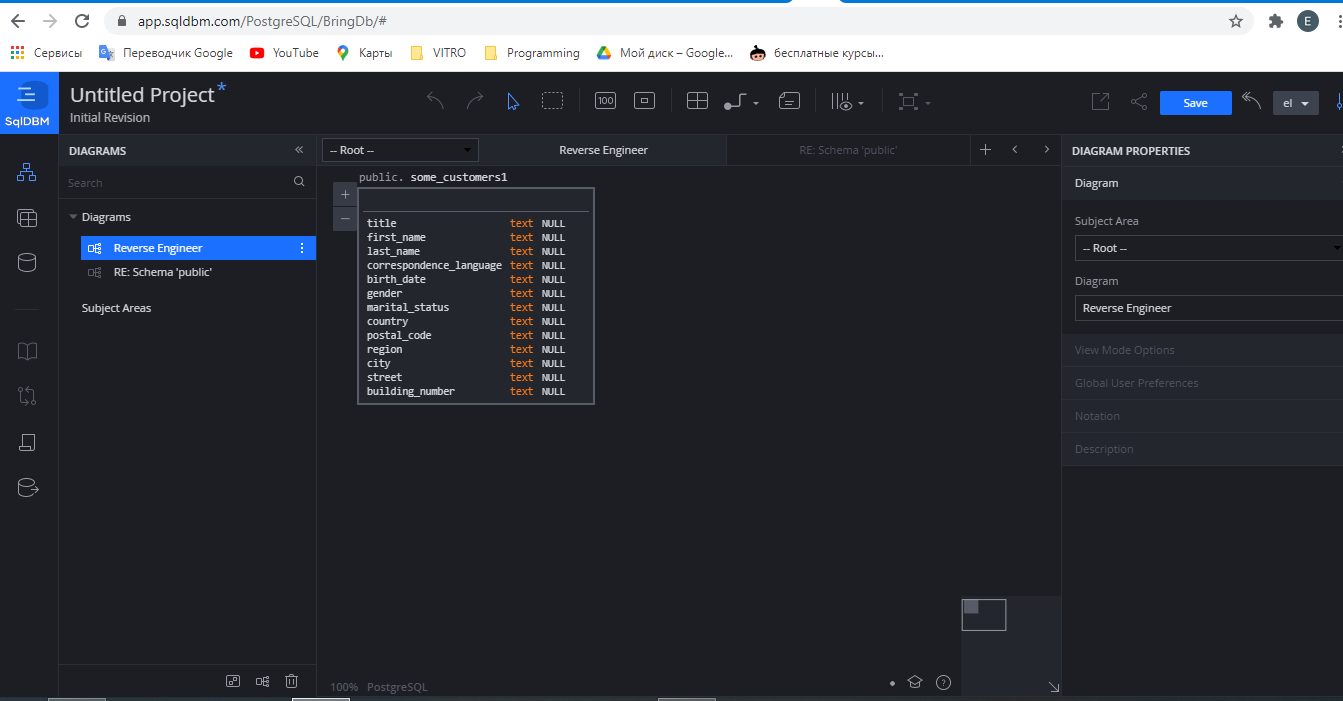 app.sqldbm.com/PostgreSQL/BringDb/#
E
Сервисы
Переводчик Google
YouTube
Карты
VITRO
Programming
Мой диск – Google...
бесплатные курсы...
SqlDBM
Untitled Project*
Initial Revision
100
Save
el
DIAGRAMS
Search
Diagrams
Reverse Engineer
RE: Schema 'public'
Subject Areas
-- Root --
Reverse Engineer
RE: Schema 'public'
public. some_customers1
title text NULL
first_name text NULL
last_name text NULL
correspondence_language text NULL
birth_date text NULL
gender text NULL
marital_status text NULL
country text NULL
postal_code text NULL
region text NULL
city text NULL
street text NULL
building_number text NULL
100% PostgreSQL
DIAGRAM PROPERTIES
Diagram
Subject Area
-- Root --
Diagram
Reverse Engineer
View Mode Options
Global User Preferences
Notation
Description